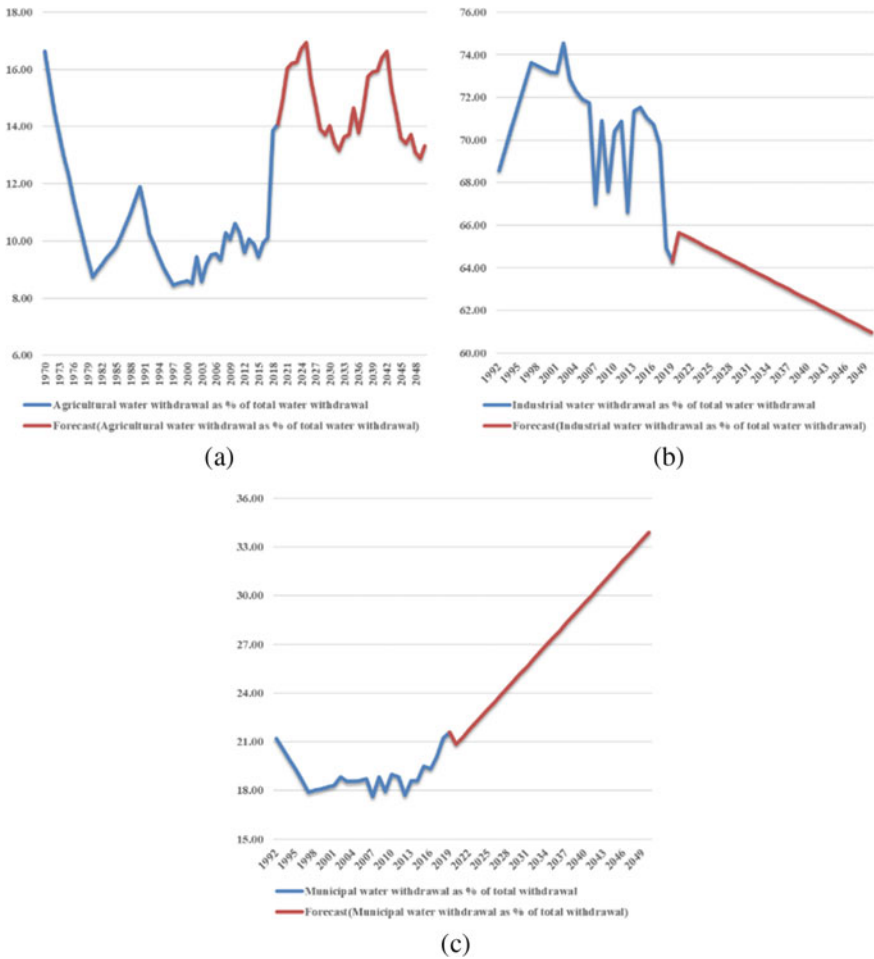 18.00
16.00
14.00
12.00
10.00
8.00
6.00
1970 1973 1976 1979 1982 1985 1988 1991 1994 1997 2000 2003 2006 2009 2012 2015 2018 2021 2024 2027 2030 2033 2036 2039 2042 2045 2048
Agricultural water withdrawal as % of total water withdrawal
Forecast(Agricultural water withdrawal as % of total water withdrawal)
(a)
76.00
74.00
72.00
70.00
68.00
66.00
64.00
62.00
60.00
1992 1995 1998 2001 2004 2007 2010 2013 2016 2019 2022 2025 2028 2031 2034 2037 2040 2043 2046 2049
Industrial water withdrawal as % of total water withdrawal
Forecast(Industrial water withdrawal as % of total water withdrawal)
(b)
36.00
33.00
30.00
27.00
24.00
21.00
18.00
15.00
1992 1995 1998 2001 2004 2007 2010 2013 2016 2019 2022 2025 2028 2031 2034 2037 2040 2043 2046 2049
Municipal water withdrawal as % of total withdrawal
Forecast(Municipal water withdrawal as % of total withdrawal)
(c)